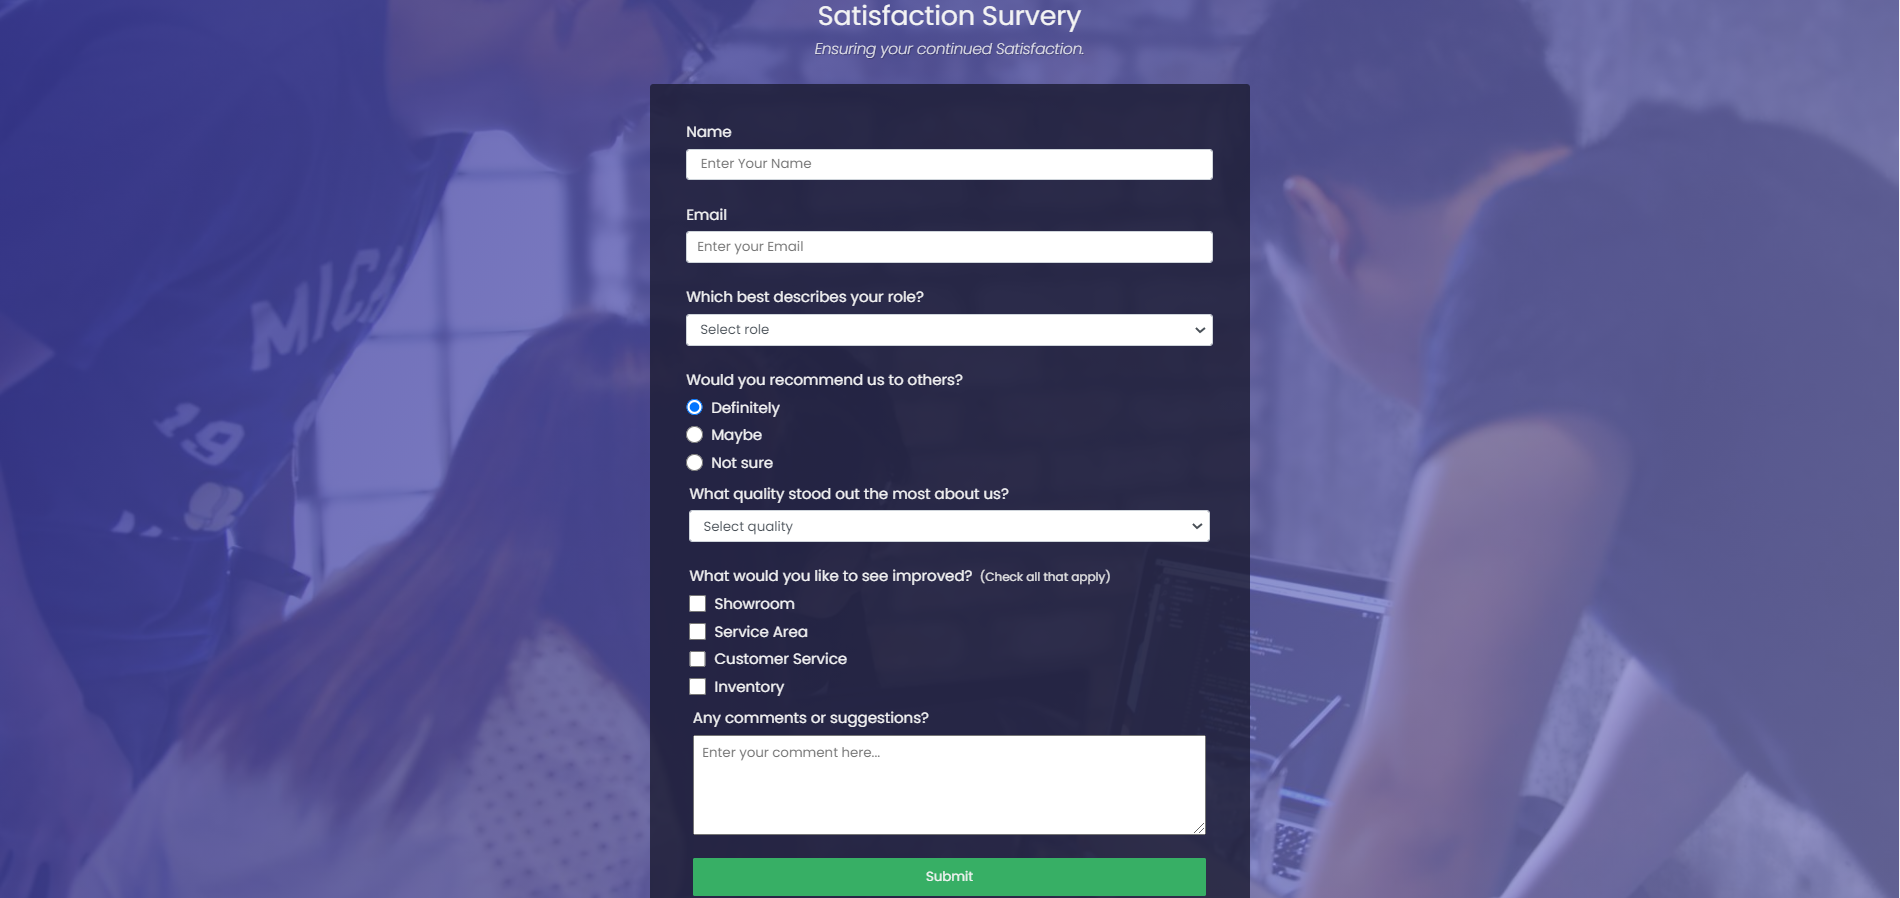 Satisfaction Survery
Ensuring your continued Satisfaction.
Name
Enter Your Name
Email
Enter your Email
Which best describes your role?
Select role
Would you recommend us to others?
Definitely
Maybe
Not sure
What quality stood out the most about us?
Select quality
What would you like to see improved? (Check all that apply)
Showroom
Service Area
Customer Service
Inventory
Any comments or suggestions?
Enter your comment here...
Submit
MICH
19